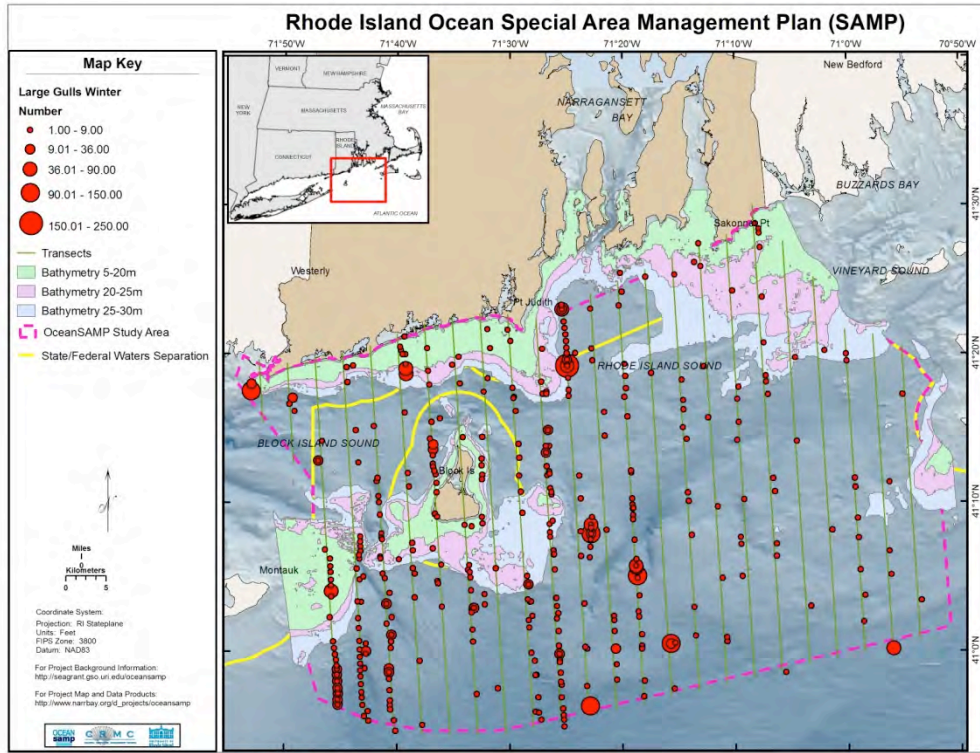 Rhode Island Ocean Special Area Management Plan (SAMP)
71°50'W 71°40'W 71°30'W 71°20'W 71°10'W 71°0'W 70°50'W
Map Key
Large Gulls Winter
Number
1.00 - 9.00
9.01 - 36.00
36.01 - 90.00
90.01 - 150.00
150.01 - 250.00
Transects
Bathymetry 5-20m
Bathymetry 20-25m
Bathymetry 25-30m
OceanSAMP Study Area
State/Federal Waters Separation
Miles
0
Kilometers
0 5
Coordinate System:
Projection: RI Stateplane
Units: Feet
FIPS Zone: 3800
Datum: NAD83
For Project Background Information:
http://seagrant.gso.uri.edu/oceansamp
For Project Map and Data Products:
http://www.narrbay.org/d_projects/oceansamp
OCEAN
samp
CRMC
VERMONT
NEW HAMPSHIRE
NEW
YORK
MASSACHUSETTS
MASSACHUSETTS
BAY
CONNECTICUT
RHODE
ISLAND
ATLANTIC OCEAN
New Bedford
NARRAGANSETT
BAY
BUZZARDS BAY
Sakonnet Pt
Westerly
VINEYARD SOUND
Pt Judith
RHODE ISLAND SOUND
BLOCK ISLAND SOUND
Block Is
Montauk
41°30'N
41°20'N
41°10'N
41°0'N